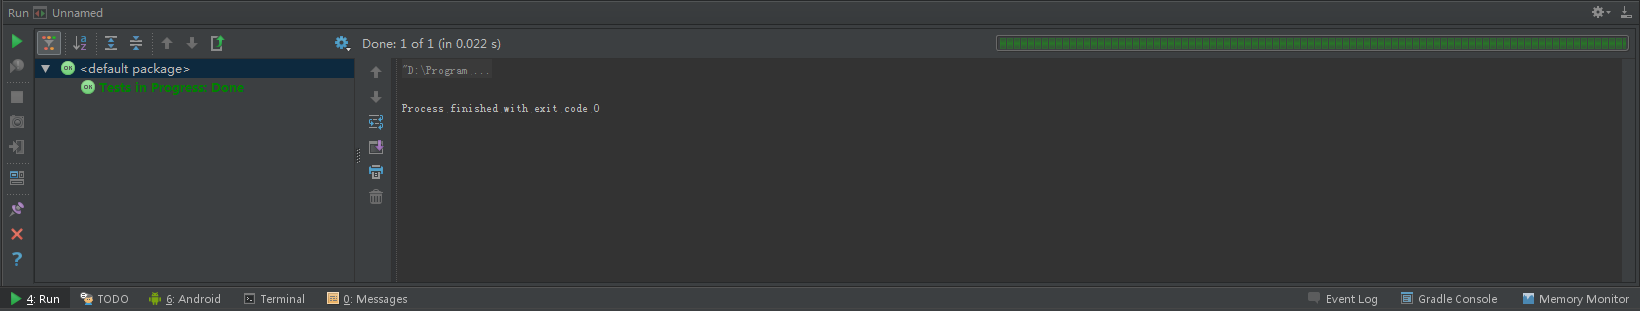 Run Unnamed
Done: 1 of 1 (in 0.022 s)
<default package>
OK Tests in Progress: Done
"D:\Program ...
Process finished with exit code 0
4: Run TODO 6: Android Terminal 0: Messages Event Log Gradle Console Memory Monitor